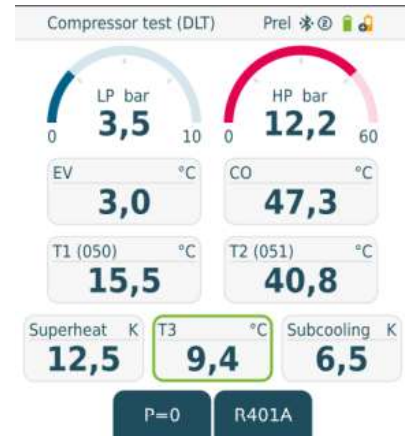 Compressor test (DLT) Prel
LP bar
3,5
0 10
HP bar
12,2
0 60
EV °C
3,0
CO °C
47,3
T1 (050) °C
15,5
T2 (051) °C
40,8
Superheat K
12,5
T3 °C
9,4
Subcooling K
6,5
P=0
R401A